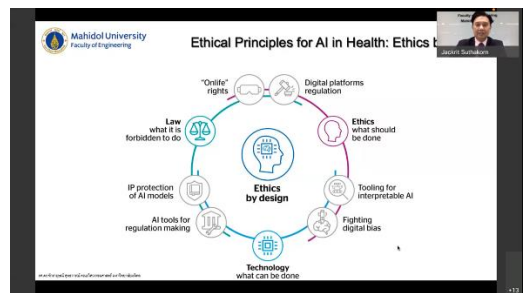 Mahidol University
Faculty of Engineering
Ethical Principles for AI in Health: Ethics b
Jackrit Suthakorn
"Onlife"
rights
Digital platforms
regulation
Law
what it is
forbidden to do
Ethics
what should
be done
IP protection
of AI models
Ethics
by design
Tooling for
interpretable AI
AI tools for
regulation making
Fighting
digital bias
Technology
what can be done
+13